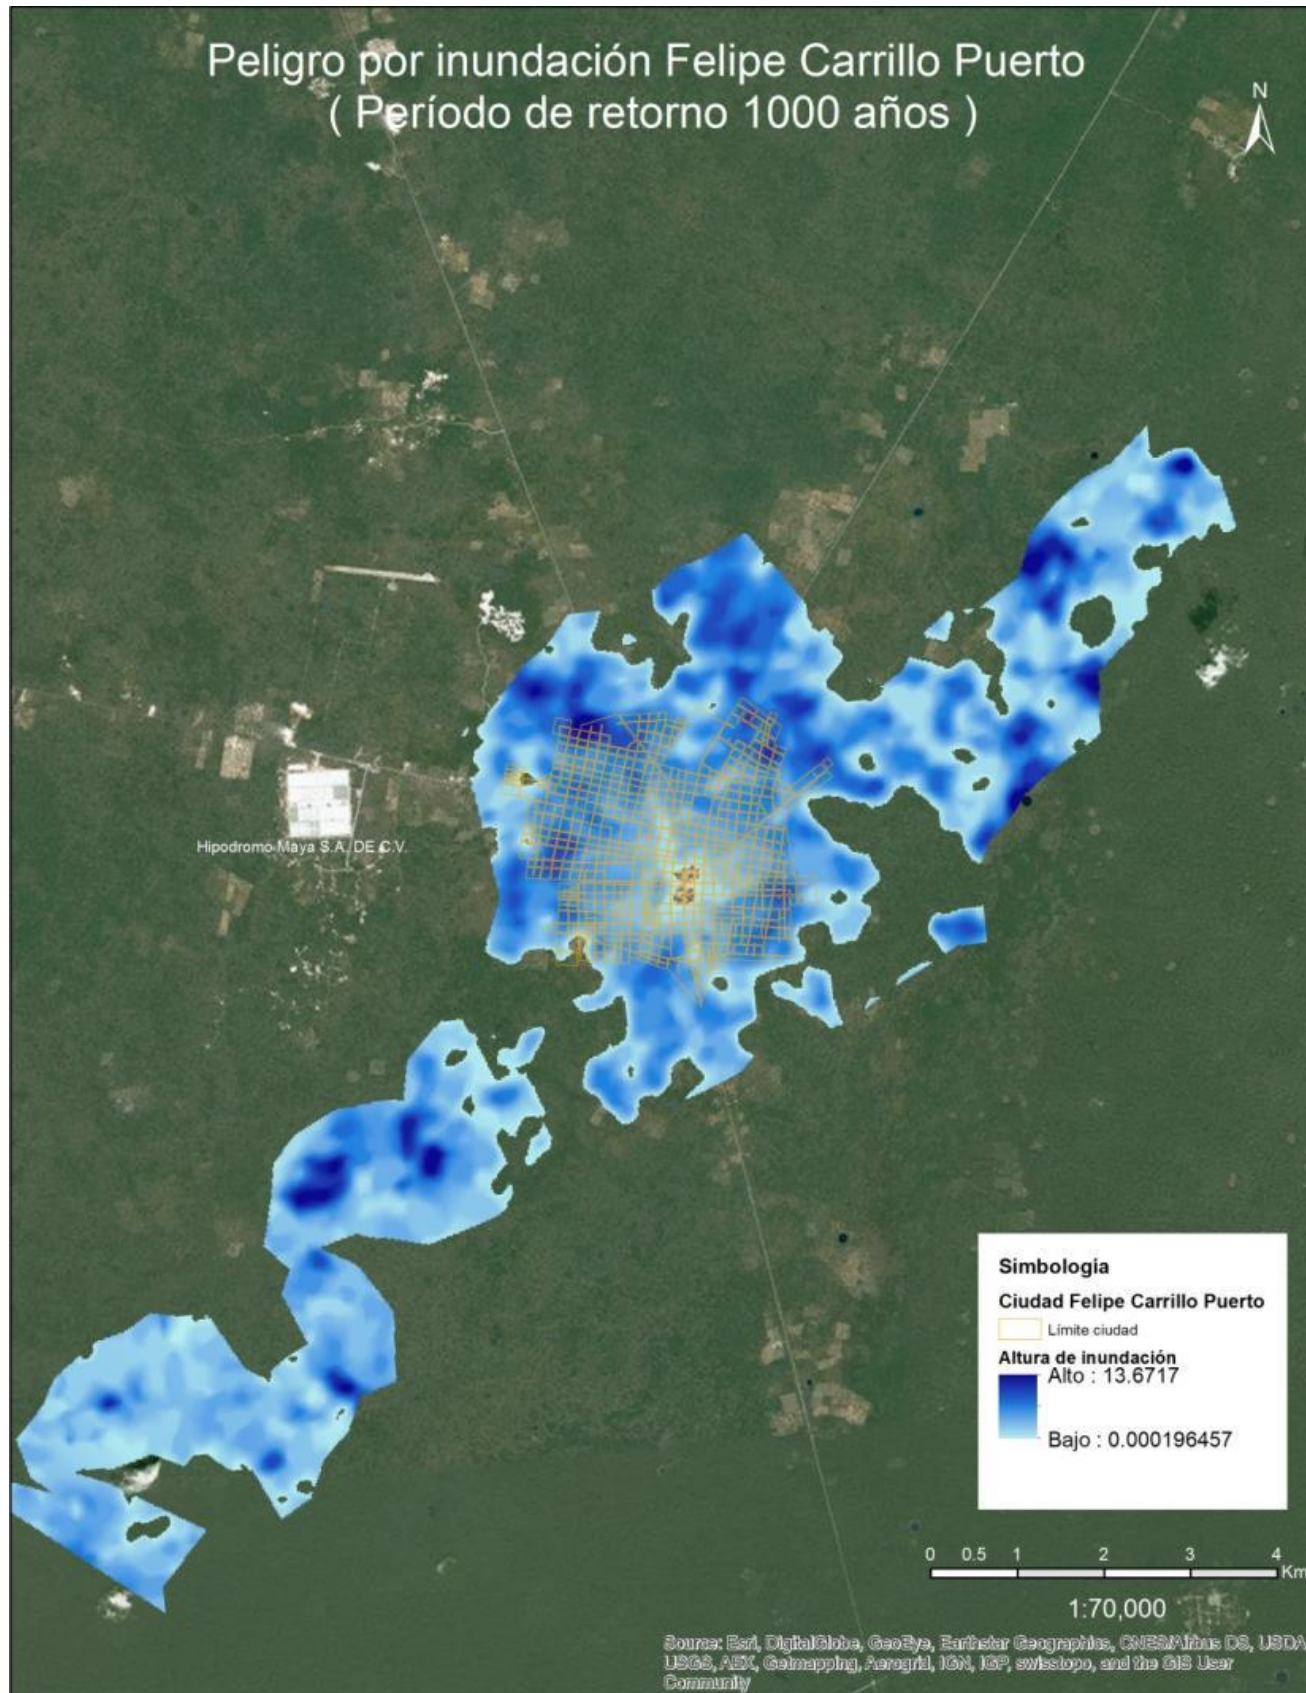 Peligro por inundación Felipe Carrillo Puerto
( Período de retorno 1000 años )
N
Hipodromo Maya S.A. DE C.V.
Simbología
Ciudad Felipe Carrillo Puerto
Límite ciudad
Altura de inundación
Alto : 13.6717
Bajo : 0.000196457
0 0.5 1 2 3 4
Km
1:70,000
Source: Esri, DigitalGlobe, GeoEye, Earthstar Geographics, CNES/Airbus DS, USDA,
USGS, AEX, Getmapping, Aerogrid, IGN, IGP, swisstopo, and the GIS User
Community